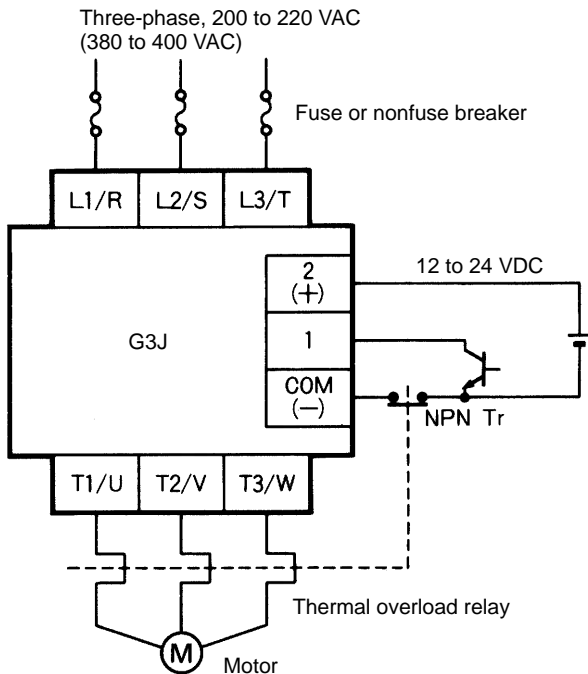 Three-phase, 200 to 220 VAC
(380 to 400 VAC)
Fuse or nonfuse breaker
L1/R
L2/S
L3/T
2
(+)
12 to 24 VDC
G3J
1
COM
(−)
NPN Tr
T1/U
T2/V
T3/W
Thermal overload relay
M
Motor